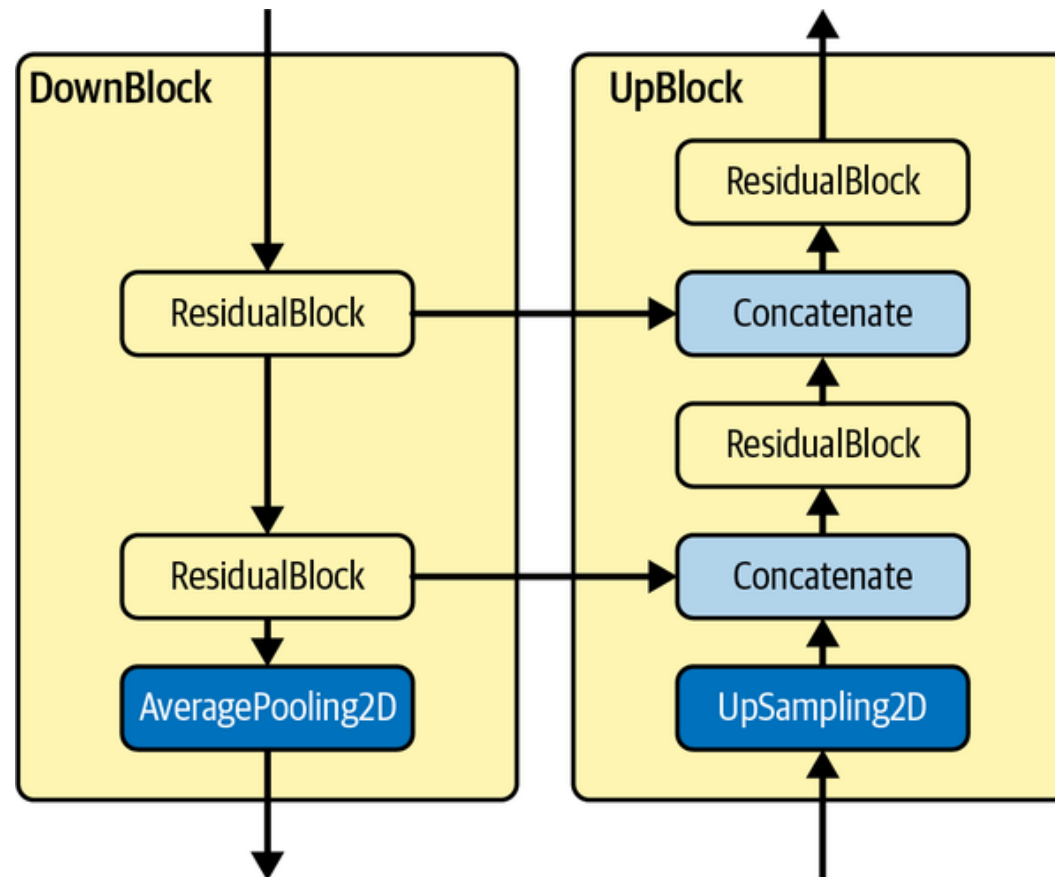 DownBlock
ResidualBlock
ResidualBlock
AveragePooling2D
UpBlock
ResidualBlock
Concatenate
ResidualBlock
Concatenate
UpSampling2D